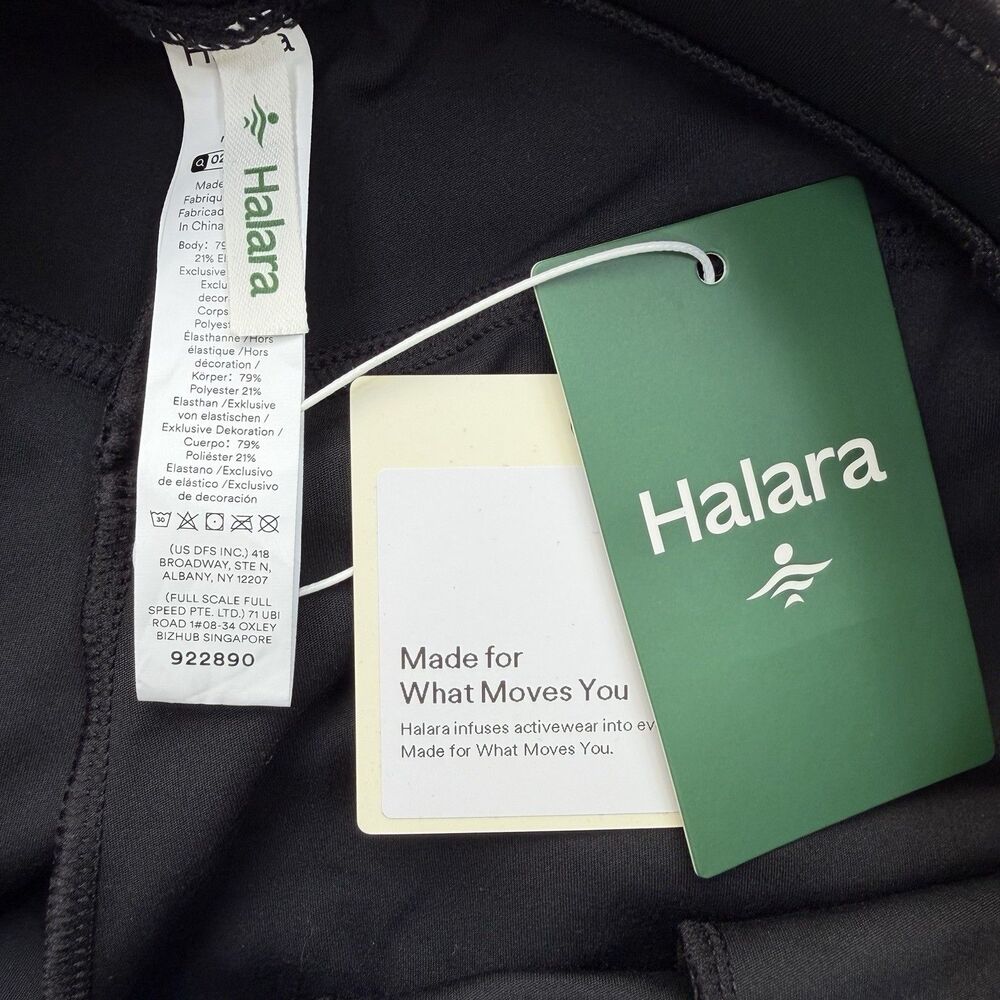 Halara
02
Made
Fabriqu
Fabricad
In China
Body: 79
21% El
Exclusive
Exclu
decor
Corps
Polyes
Élasthanne /Hors
élastique /Hors
décoration /
Körper: 79%
Polyester 21%
Elasthan /Exklusive
von elastischen /
Exklusive Dekoration /
Cuerpo: 79%
Poliéster 21%
Elastano /Exclusivo
de elástico /Exclusivo
de decoración
30
(US DFS INC.) 418
BROADWAY, STE N,
ALBANY, NY 12207
(FULL SCALE FULL
SPEED PTE. LTD.) 71 UBI
ROAD 1#08-34 OXLEY
BIZHUB SINGAPORE
922890
Made for
What Moves You
Halara infuses activewear into ev
Made for What Moves You.
Halara